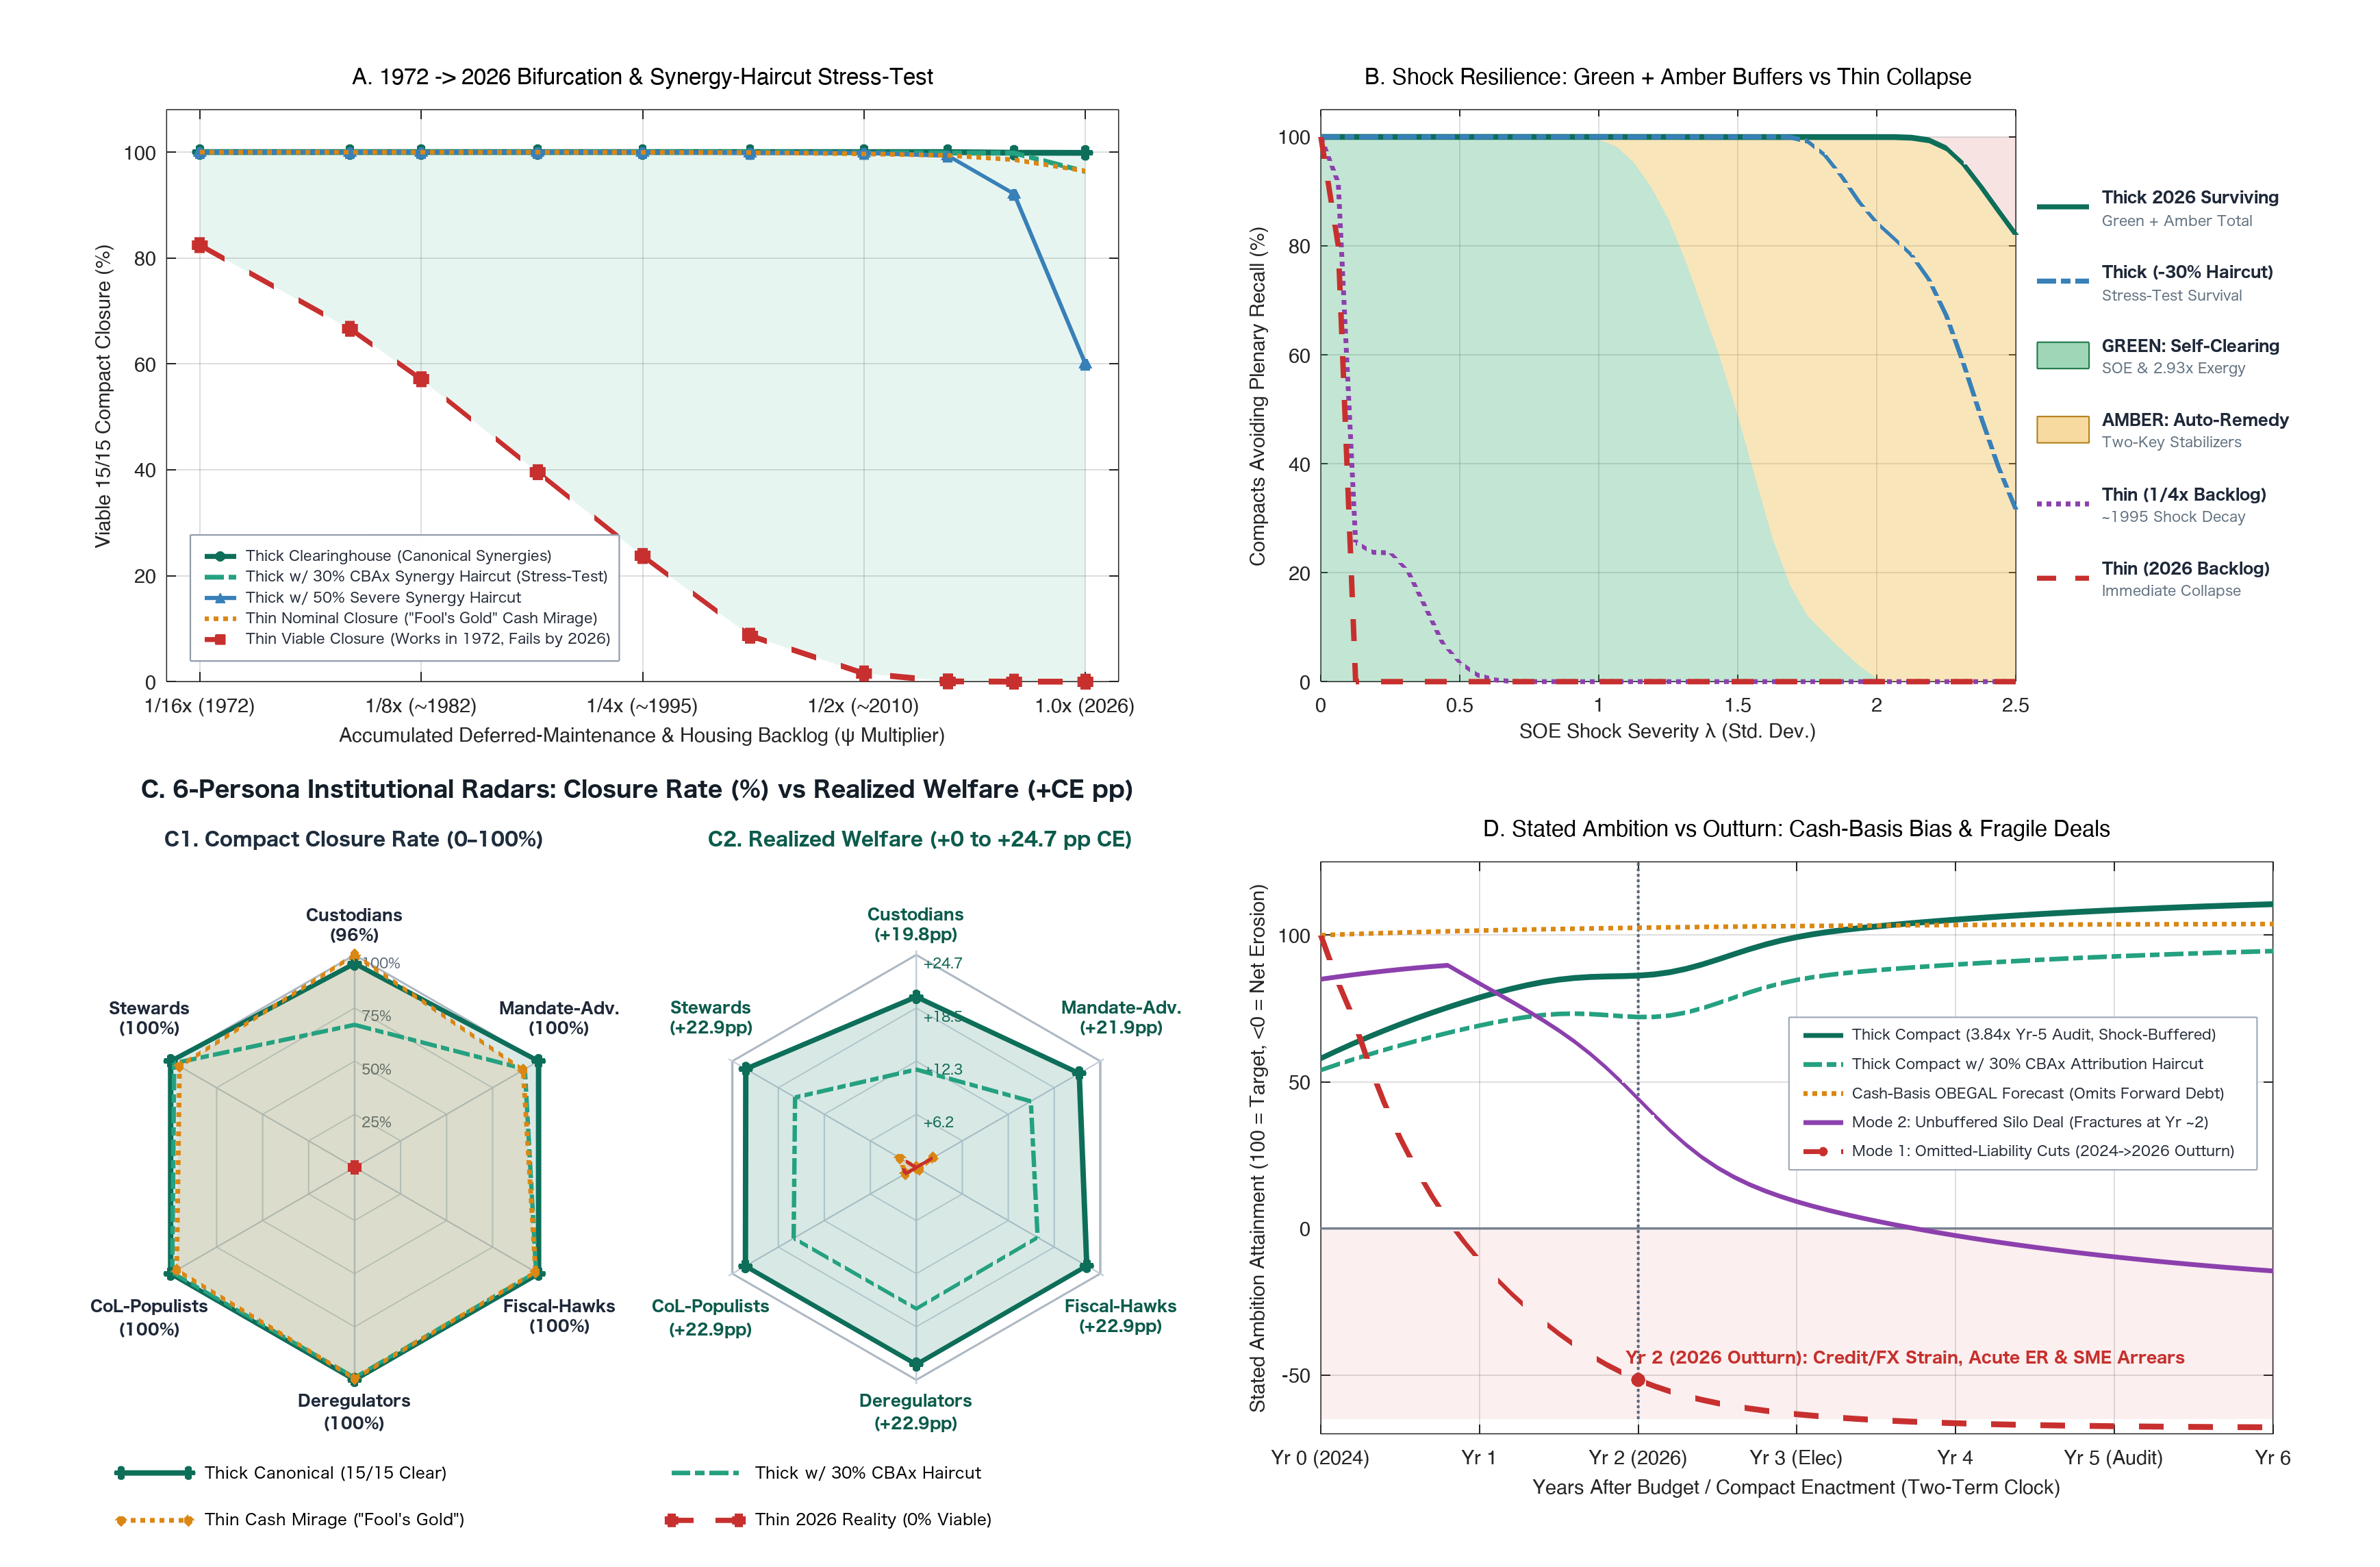 A. 1972 -> 2026 Bifurcation & Synergy-Haircut Stress-Test
Viable 15/15 Compact Closure (%)
100
80
60
40
20
0
Thick Clearinghouse (Canonical Synergies)
Thick w/ 30% CBAx Synergy Haircut (Stress-Test)
Thick w/ 50% Severe Synergy Haircut
Thin Nominal Closure ("Fool's Gold" Cash Mirage)
Thin Viable Closure (Works in 1972, Fails by 2026)
1/16x (1972)
1/8x (~1982)
1/4x (~1995)
1/2x (~2010)
1.0x (2026)
Accumulated Deferred-Maintenance & Housing Backlog (ψ Multiplier)
B. Shock Resilience: Green + Amber Buffers vs Thin Collapse
Compacts Avoiding Plenary Recall (%)
100
80
60
40
20
0
0
0.5
1
1.5
2
2.5
SOE Shock Severity λ (Std. Dev.)
Thick 2026 Surviving
Green + Amber Total
Thick (-30% Haircut)
Stress-Test Survival
GREEN: Self-Clearing
SOE & 2.93x Exergy
AMBER: Auto-Remedy
Two-Key Stabilizers
Thin (1/4x Backlog)
~1995 Shock Decay
Thin (2026 Backlog)
Immediate Collapse
C. 6-Persona Institutional Radars: Closure Rate (%) vs Realized Welfare (+CE pp)
C1. Compact Closure Rate (0–100%)
Custodians
(96%)
100%
75%
50%
25%
Stewards
(100%)
Mandate-Adv.
(100%)
CoL-Populists
(100%)
Fiscal-Hawks
(100%)
Deregulators
(100%)
C2. Realized Welfare (+0 to +24.7 pp CE)
Custodians
(+19.8pp)
+24.7
+18.5
+12.3
+6.2
Stewards
(+22.9pp)
Mandate-Adv.
(+21.9pp)
CoL-Populists
(+22.9pp)
Fiscal-Hawks
(+22.9pp)
Deregulators
(+22.9pp)
Thick Canonical (15/15 Clear)
Thick w/ 30% CBAx Haircut
Thin Cash Mirage ("Fool's Gold")
Thin 2026 Reality (0% Viable)
D. Stated Ambition vs Outturn: Cash-Basis Bias & Fragile Deals
Stated Ambition Attainment (100 = Target, <0 = Net Erosion)
100
50
0
-50
Thick Compact (3.84x Yr-5 Audit, Shock-Buffered)
Thick Compact w/ 30% CBAx Attribution Haircut
Cash-Basis OBEGAL Forecast (Omits Forward Debt)
Mode 2: Unbuffered Silo Deal (Fractures at Yr ~2)
Mode 1: Omitted-Liability Cuts (2024->2026 Outturn)
Yr 2 (2026 Outturn): Credit/FX Strain, Acute ER & SME Arrears
Yr 0 (2024)
Yr 1
Yr 2 (2026)
Yr 3 (Elec)
Yr 4
Yr 5 (Audit)
Yr 6
Years After Budget / Compact Enactment (Two-Term Clock)